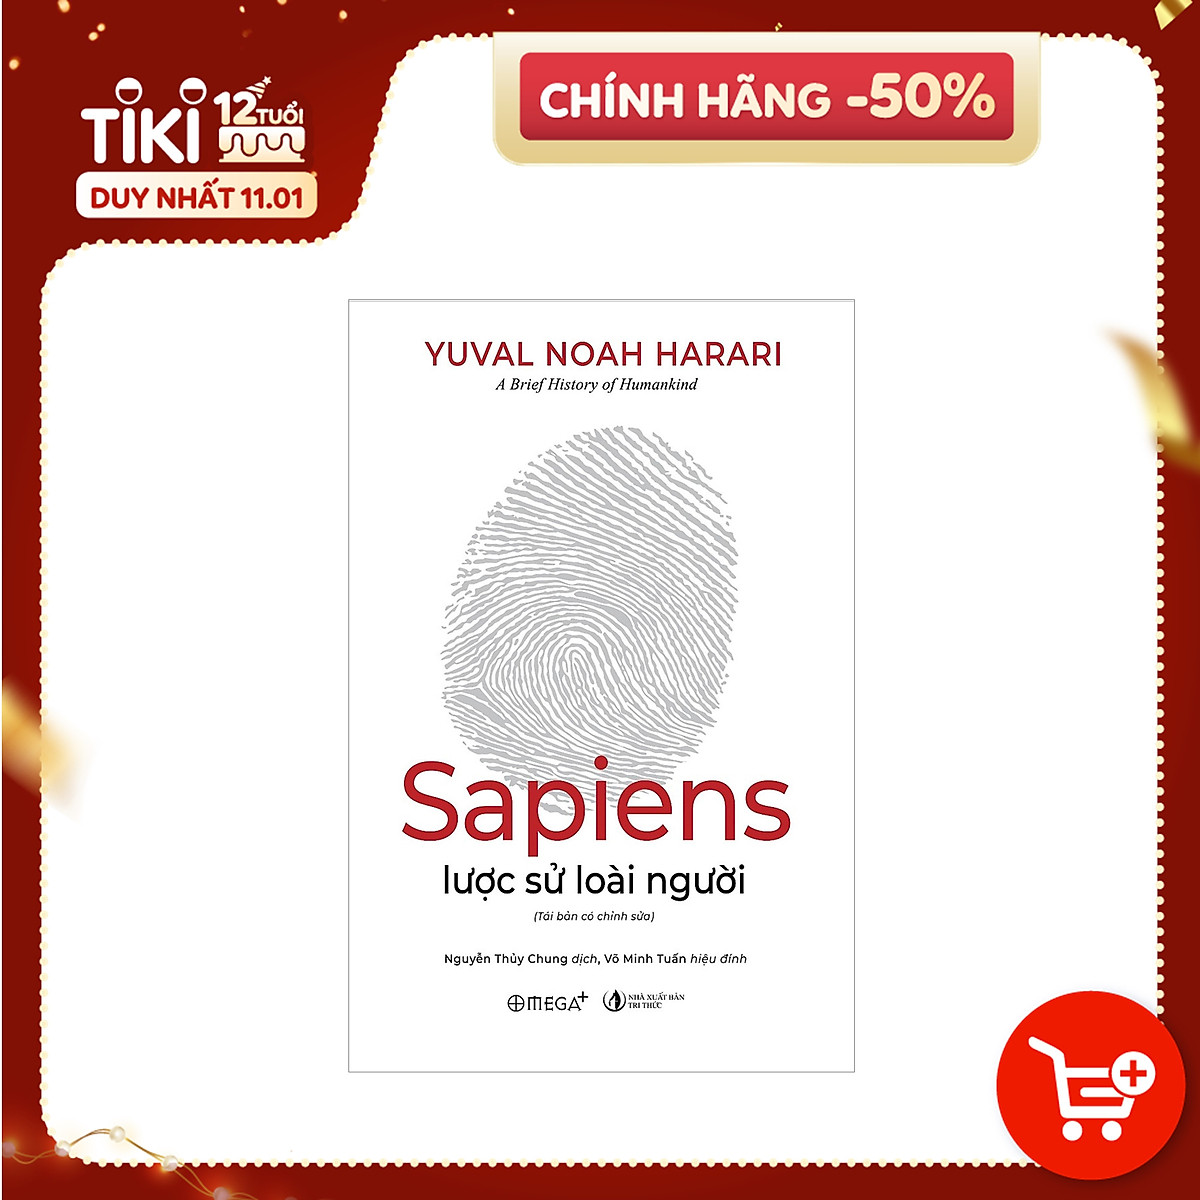 TIKI 12 TUỔI
DUY NHẤT 11.01
CHÍNH HÃNG -50%
YUVAL NOAH HARARI
A Brief History of Humankind
Sapiens
lược sử loài người
(Tái bản có chỉnh sửa)
Nguyễn Thủy Chung dịch, Võ Minh Tuấn hiệu đính
OMEGA+
NHÀ XUẤT BẢN
TRI THỨC